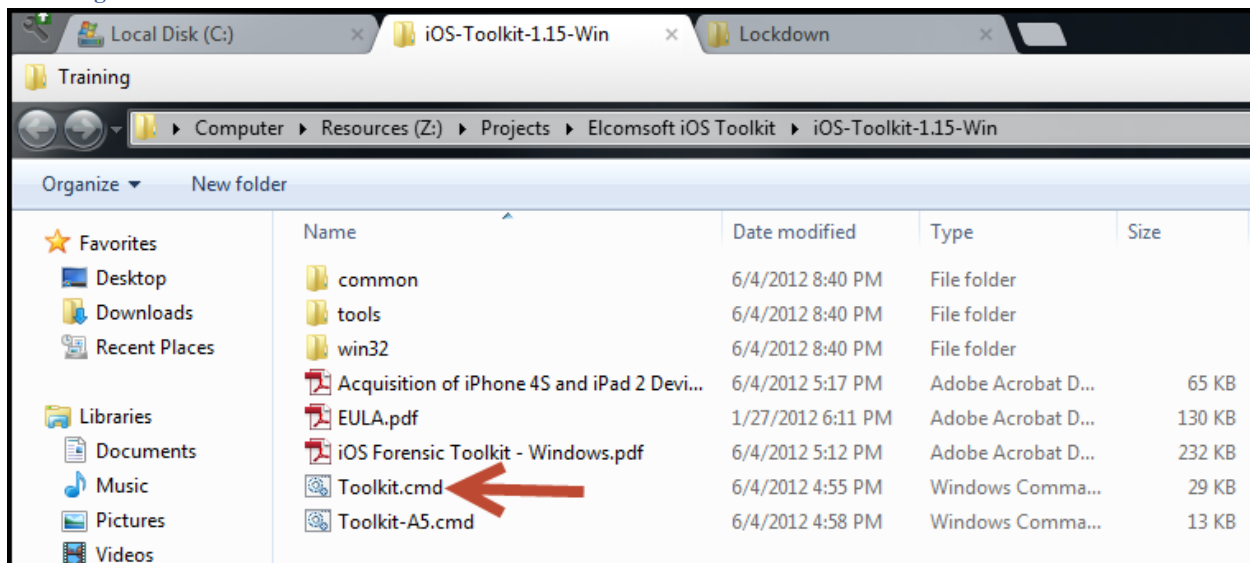 Local Disk (C:) iOS-Toolkit-1.15-Win Lockdown
Training
Computer Resources (Z:) Projects Elcomsoft iOS Toolkit iOS-Toolkit-1.15-Win
Organize New folder
Name Date modified Type Size
Favorites
Desktop
Downloads
Recent Places
Libraries
Documents
Music
Pictures
Videos
common 6/4/2012 8:40 PM File folder
tools 6/4/2012 8:40 PM File folder
win32 6/4/2012 8:40 PM File folder
Acquisition of iPhone 4S and iPad 2 Devi... 6/4/2012 5:17 PM Adobe Acrobat D... 65 KB
EULA.pdf 1/27/2012 6:11 PM Adobe Acrobat D... 130 KB
iOS Forensic Toolkit - Windows.pdf 6/4/2012 5:12 PM Adobe Acrobat D... 232 KB
Toolkit.cmd 6/4/2012 4:55 PM Windows Comma... 29 KB
Toolkit-A5.cmd 6/4/2012 4:58 PM Windows Comma... 13 KB